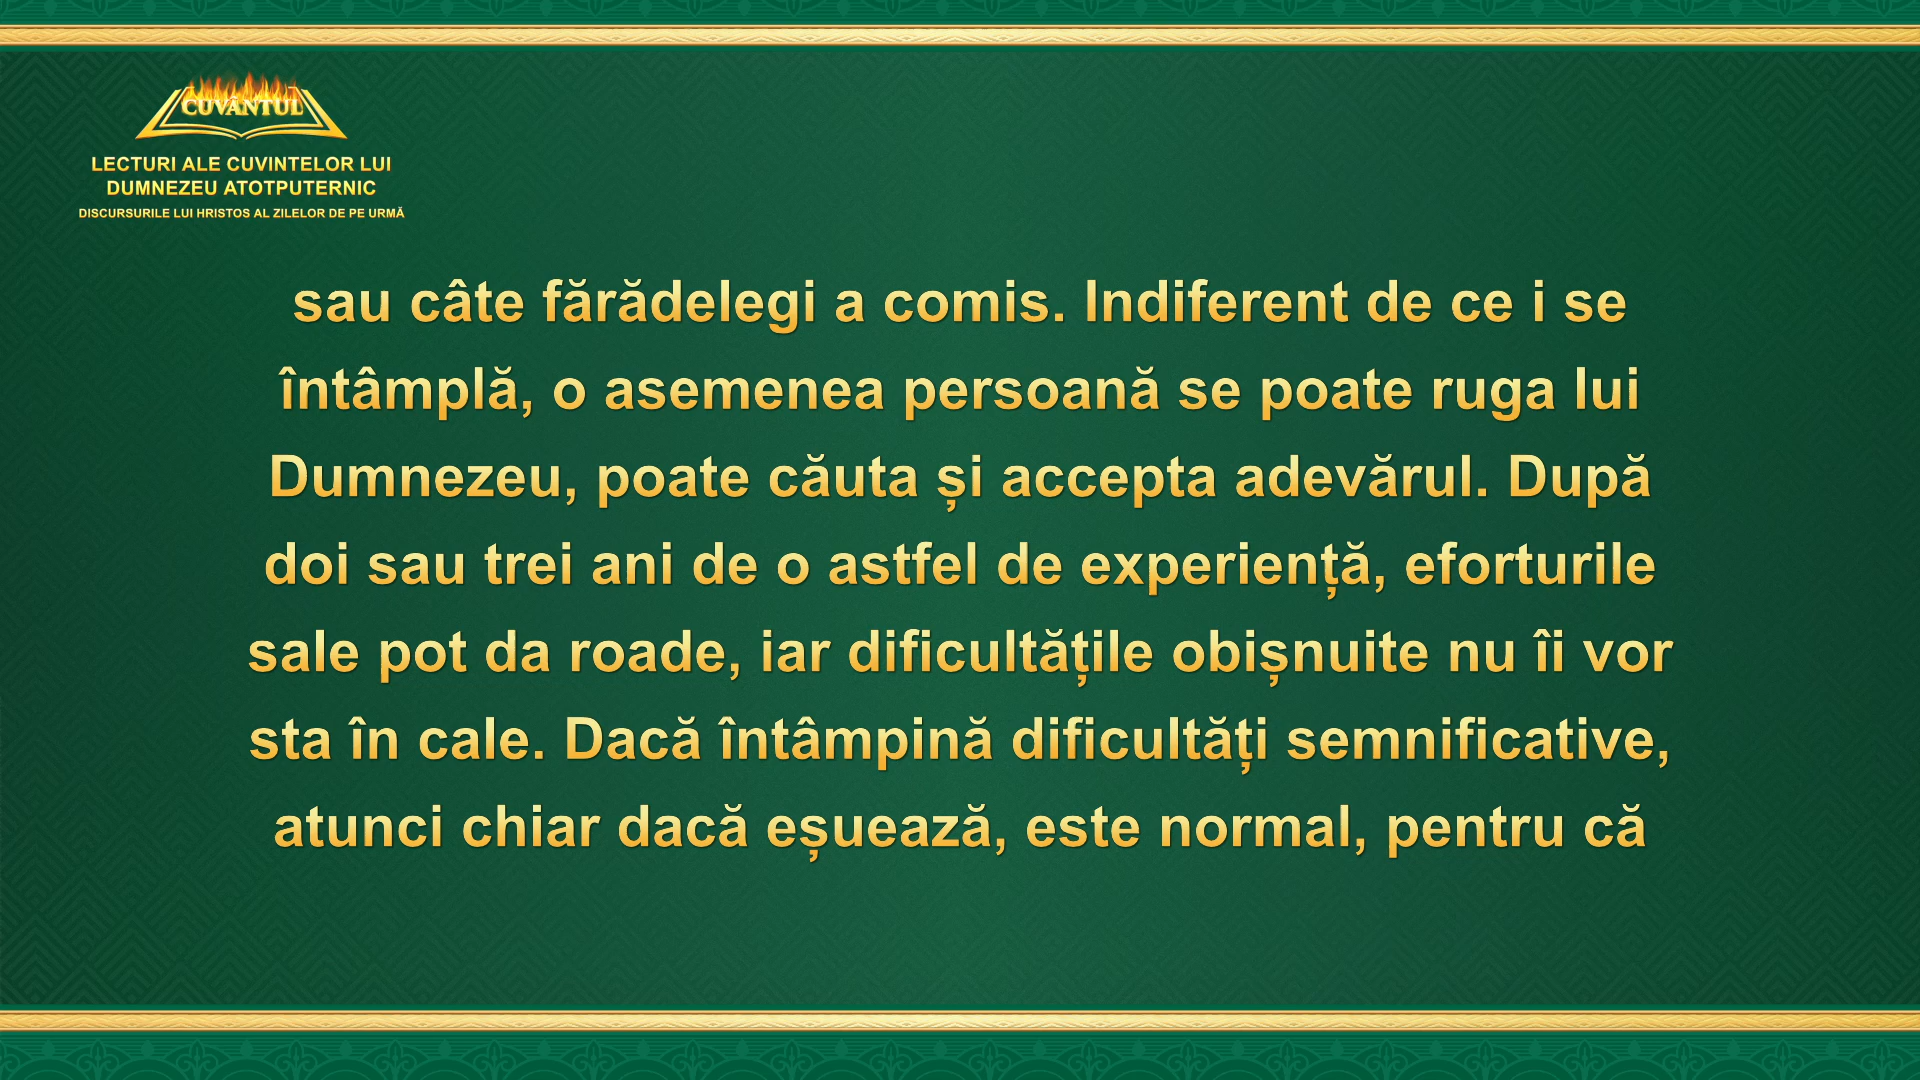 CUVÂNTUL
LECTURI ALE CUVINTELOR LUI
DUMNEZEU ATOTPUTERNIC
DISCURSURILE LUI HRISTOS AL ZILELOR DE PE URMĂ
sau câte fărădelegi a comis. Indiferent de ce i se
întâmplă, o asemenea persoană se poate ruga lui
Dumnezeu, poate căuta și accepta adevărul. După
doi sau trei ani de o astfel de experiență, eforturile
sale pot da roade, iar dificultățile obișnuite nu îi vor
sta în cale. Dacă întâmpină dificultăți semnificative,
atunci chiar dacă eșuează, este normal, pentru că